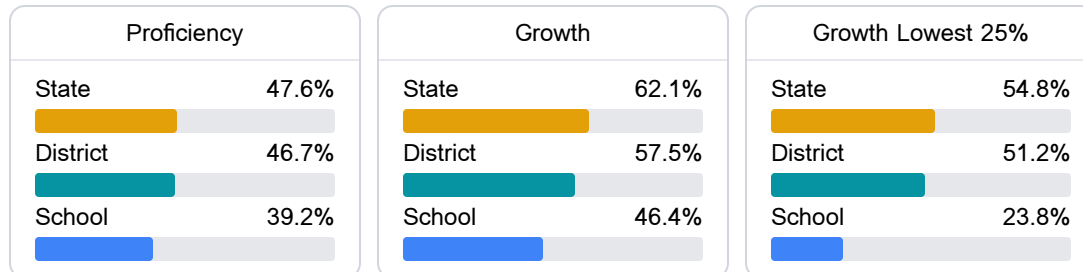 Proficiency
State 47.6%
District 46.7%
School 39.2%
Growth
State 62.1%
District 57.5%
School 46.4%
Growth Lowest 25%
State 54.8%
District 51.2%
School 23.8%